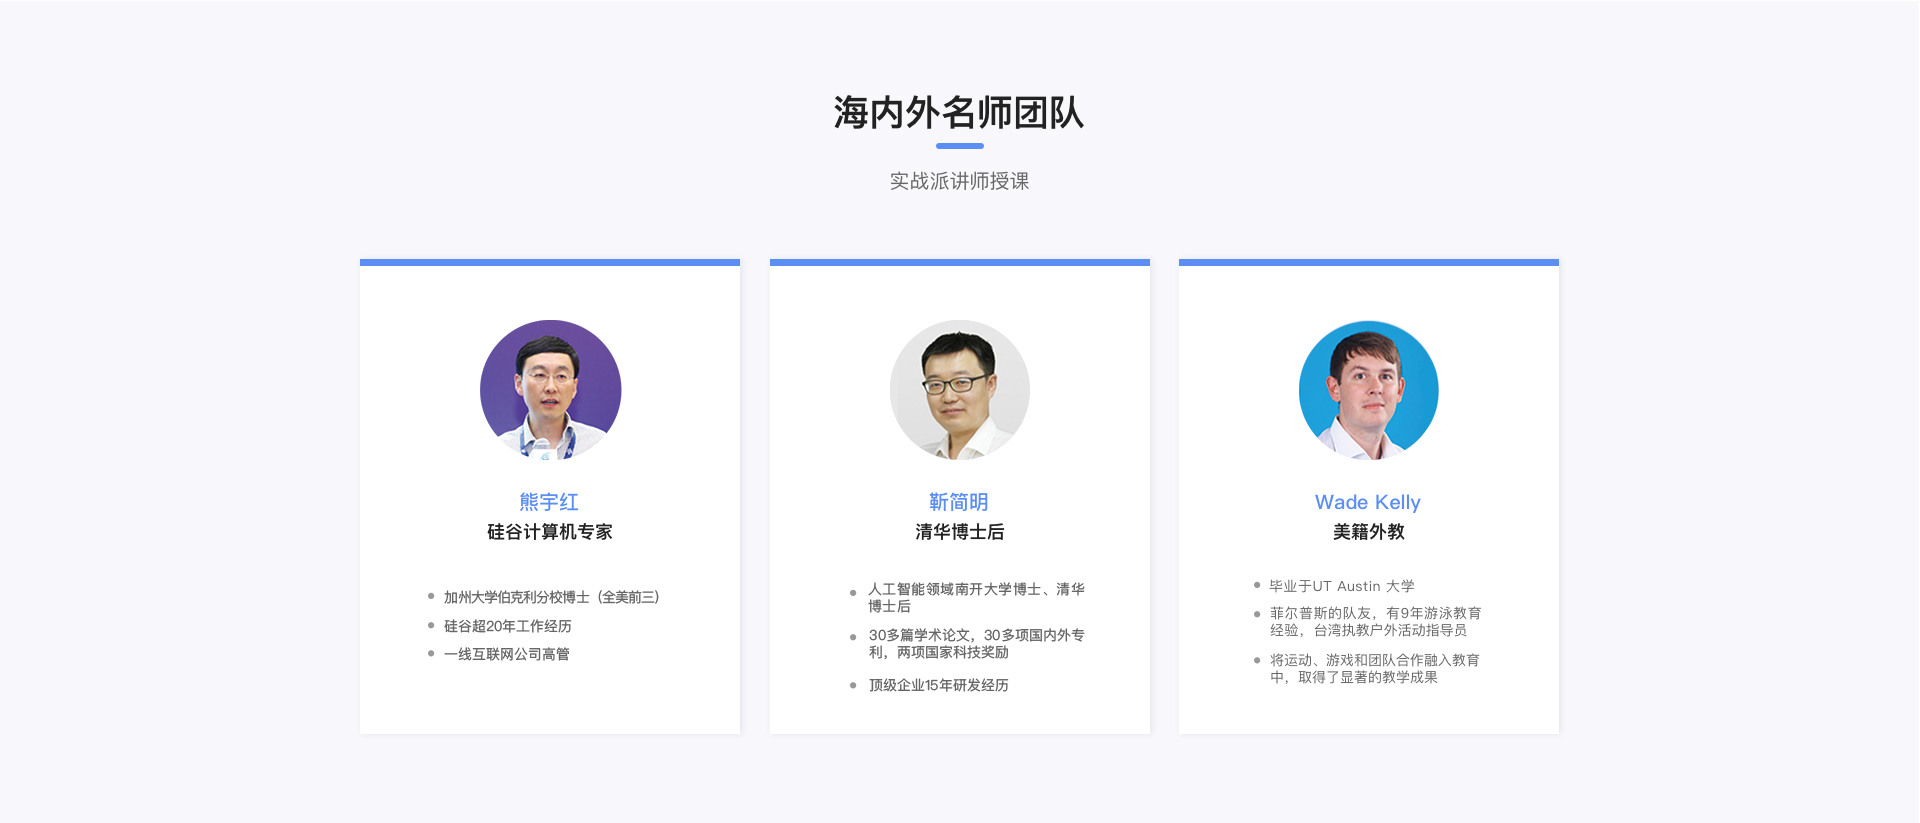 海内外名师团队
实战派讲师授课
熊宇红
硅谷计算机专家
加州大学伯克利分校博士（全美前三）
硅谷超20年工作经历
一线互联网公司高管
靳简明
清华博士后
人工智能领域南开大学博士、清华
博士后
30多篇学术论文，30多项国内外专
利，两项国家科技奖励
顶级企业15年研发经历
Wade Kelly
美籍外教
毕业于UT Austin 大学
菲尔普斯的队友，有9年游泳教育
经验，台湾执教户外活动指导员
将运动、游戏和团队合作融入教育
中，取得了显著的教学成果